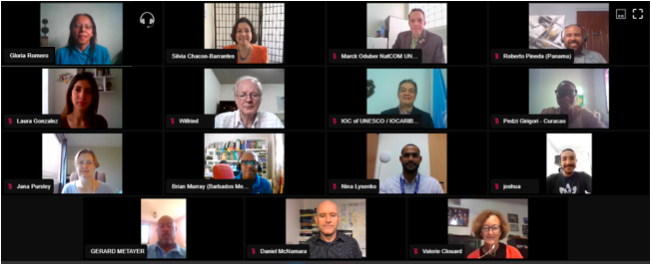 Gloria Romero
Silvia Chacon-Barrantes
Marck Oduber NatCOM UN...
Roberto Pineda (Panama)
Laura Gonzalez
Wilfried
IOC of UNESCO / IOCARIB...
Pedzi Girigori - Curacao
Jana Pursley
Brian Murray (Barbados Me...
Nina Lysenko
joshua
GERARD METAYER
Daniel McNamara
Valerie Clouard